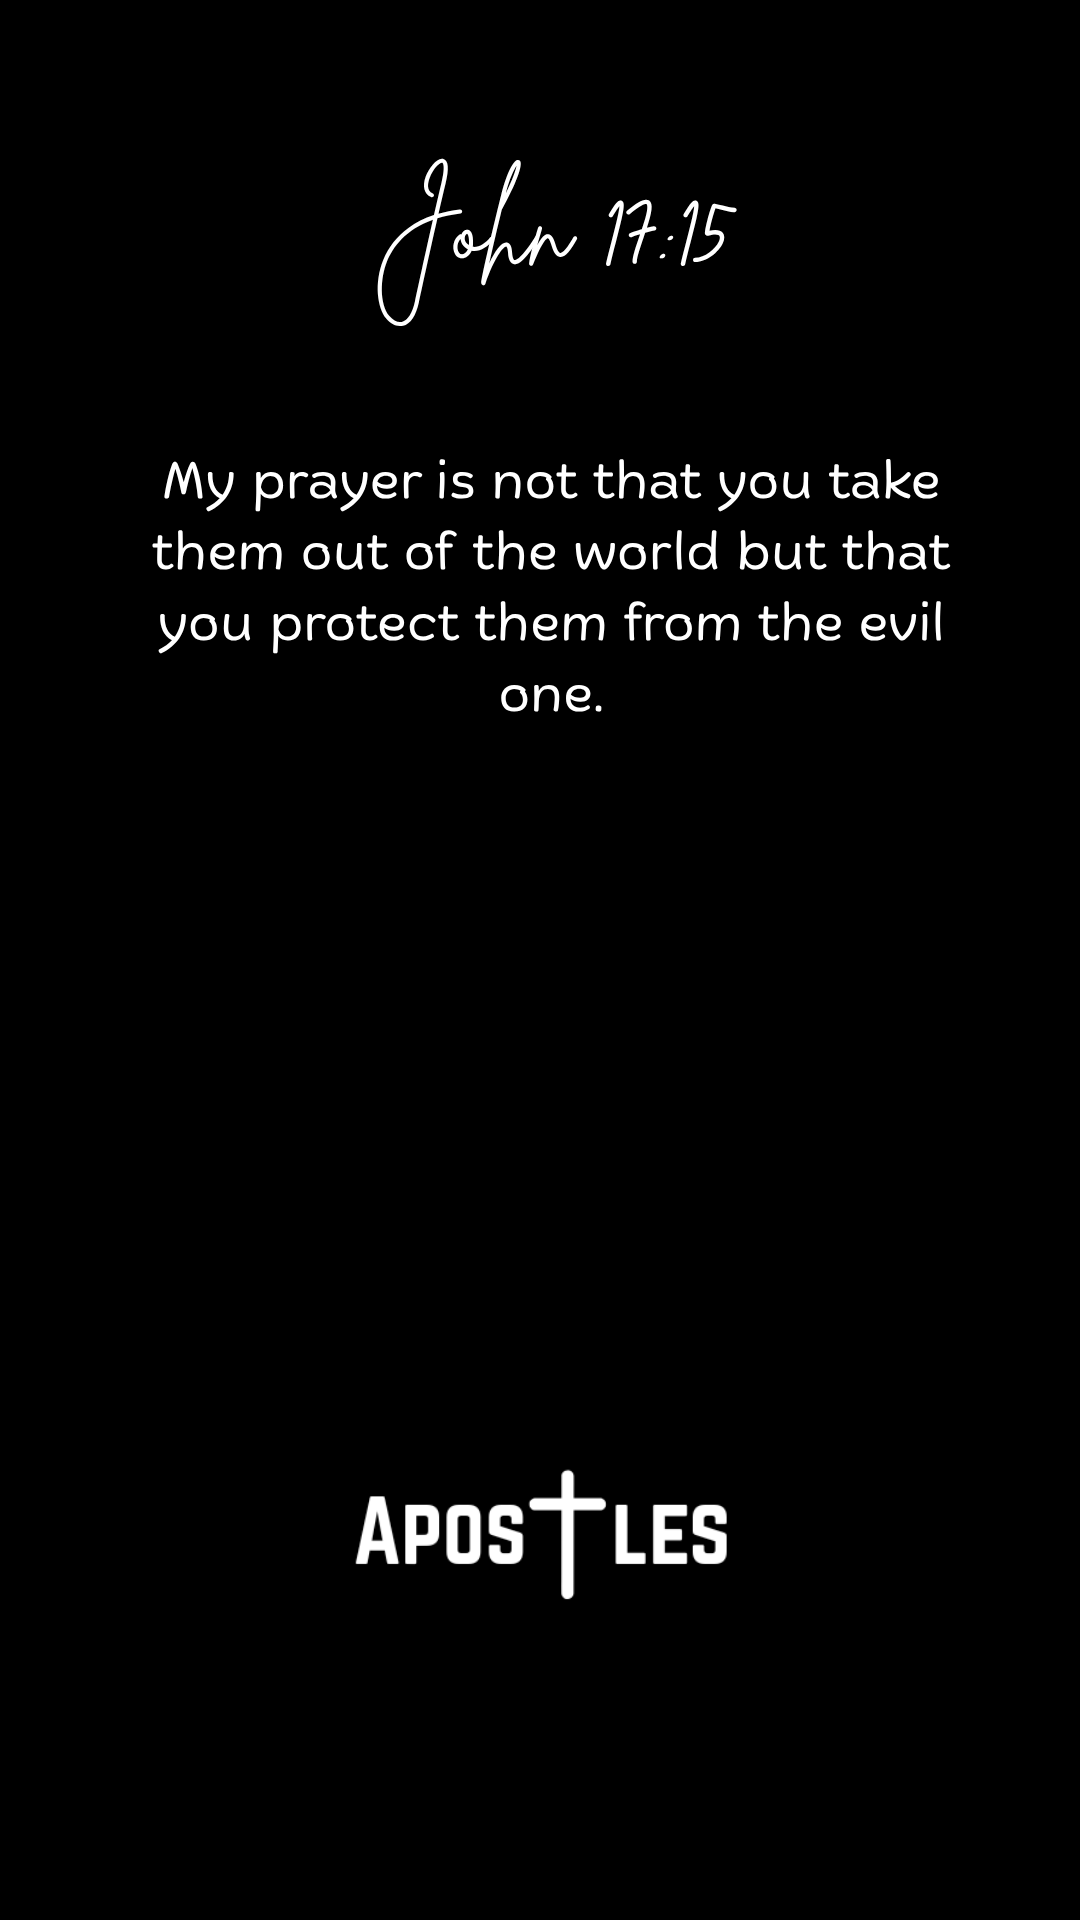 John 17:15
My prayer is not that you take
them out of the world but that
you protect them from the evil
one.
APOSTLES